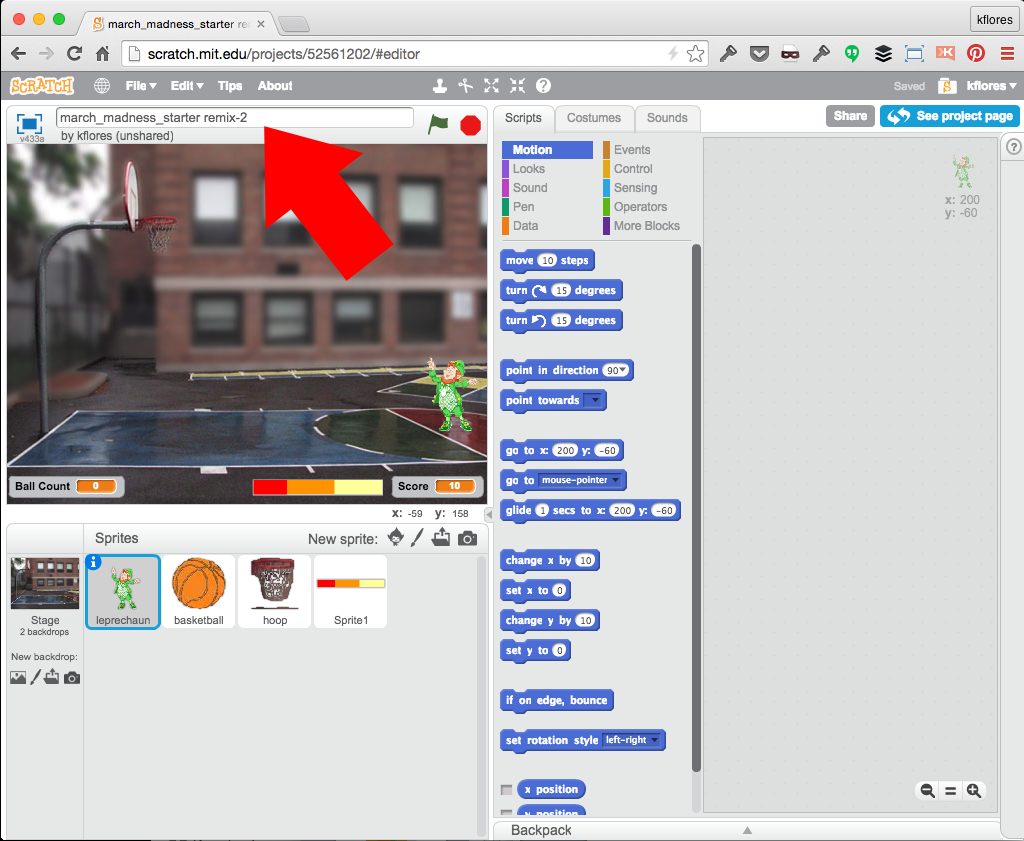 march_madness_starter re
kflores
scratch.mit.edu/projects/52561202/#editor
SCRATCH
File Edit Tips About
Saved
kflores
march_madness_starter remix-2
by kflores (unshared)
v433a
Scripts Costumes Sounds
Share
See project page
Motion
Looks
Sound
Pen
Data
Events
Control
Sensing
Operators
More Blocks
x: 200
y: -60
move 10 steps
turn 15 degrees
turn 15 degrees
point in direction 90
point towards
go to x: 200 y: -60
go to mouse-pointer
glide 1 secs to x: 200 y: -60
change x by 10
set x to 0
change y by 10
set y to 0
if on edge, bounce
set rotation style left-right
x position
y position
Ball Count 0
Score 10
x: -59 y: 158
Sprites
New sprite:
Stage
2 backdrops
New backdrop:
leprechaun
basketball
hoop
Sprite1
Backpack